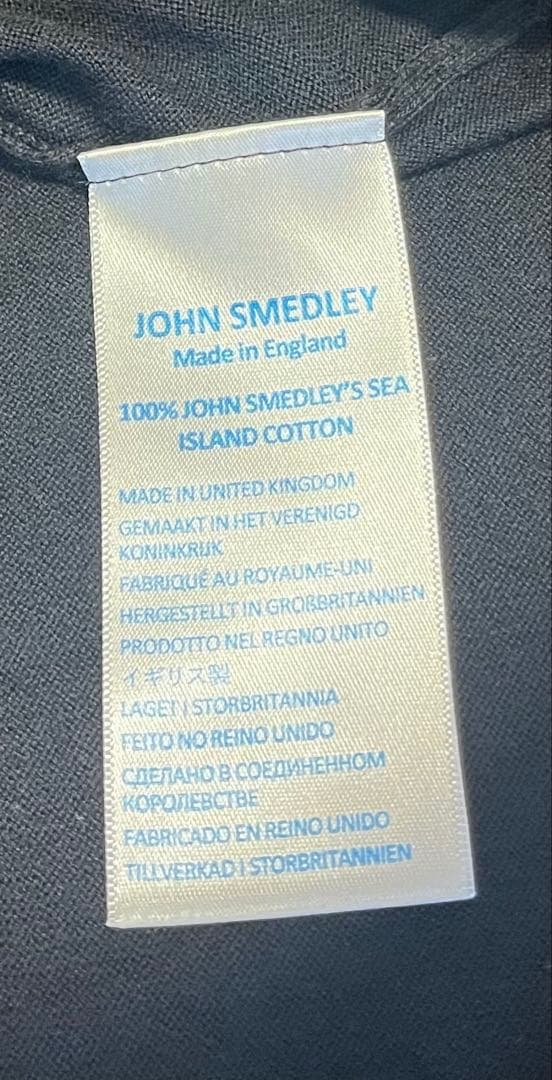 JOHN SMEDLEY
Made in England
100% JOHN SMEDLEY'S SEA
ISLAND COTTON
MADE IN UNITED KINGDOM
GEMAAKT IN HET VERENIGD
KONINKRIJK
FABRIQUÉ AU ROYAUME-UNI
HERGESTELLT IN GROßBRITANNIEN
PRODOTTO NEL REGNO UNITO
イギリス製
LAGET I STORBRITANNIA
FEITO NO REINO UNIDO
СДЕЛАНО В СОЕДИНЕННОМ
КОРОЛЕВСТВЕ
FABRICADO EN REINO UNIDO
TILLVERKAD I STORBRITANNIEN